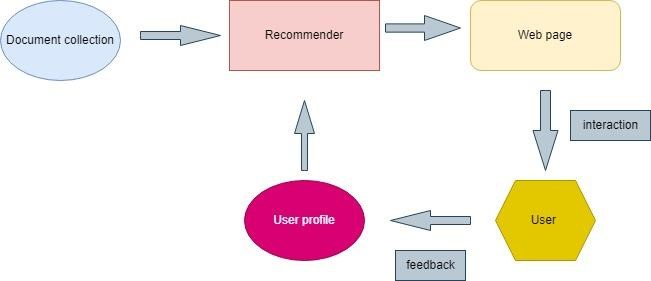 Document collection
Recommender
Web page
interaction
User
feedback
User profile